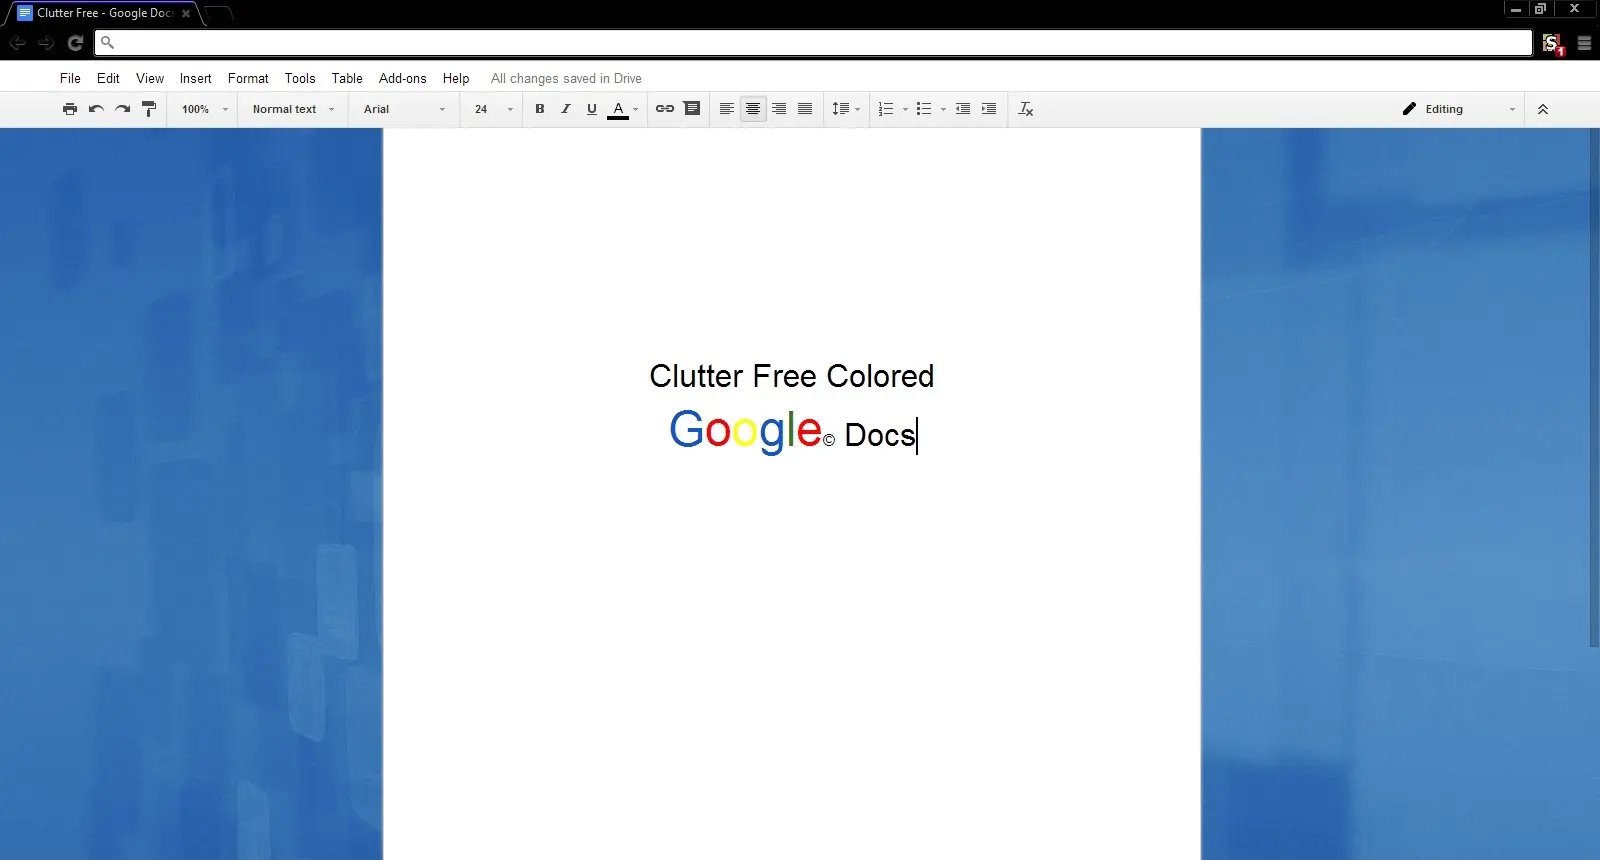 Clutter Free - Google Doc
File Edit View Insert Format Tools Table Add-ons Help All changes saved in Drive
100% Normal text Arial 24 B I U A Editing
Clutter Free Colored
Google© Docs